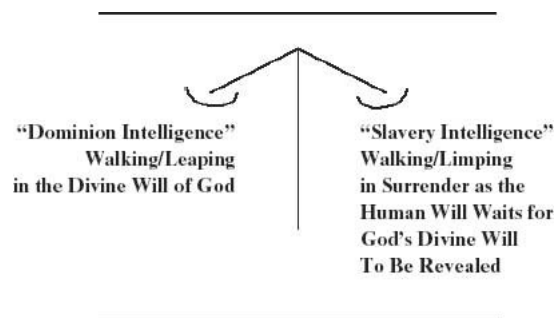 “Dominion Intelligence”
Walking/Leaping
in the Divine Will of God
“Slavery Intelligence”
Walking/Limping
in Surrender as the
Human Will Waits for
God’s Divine Will
To Be Revealed